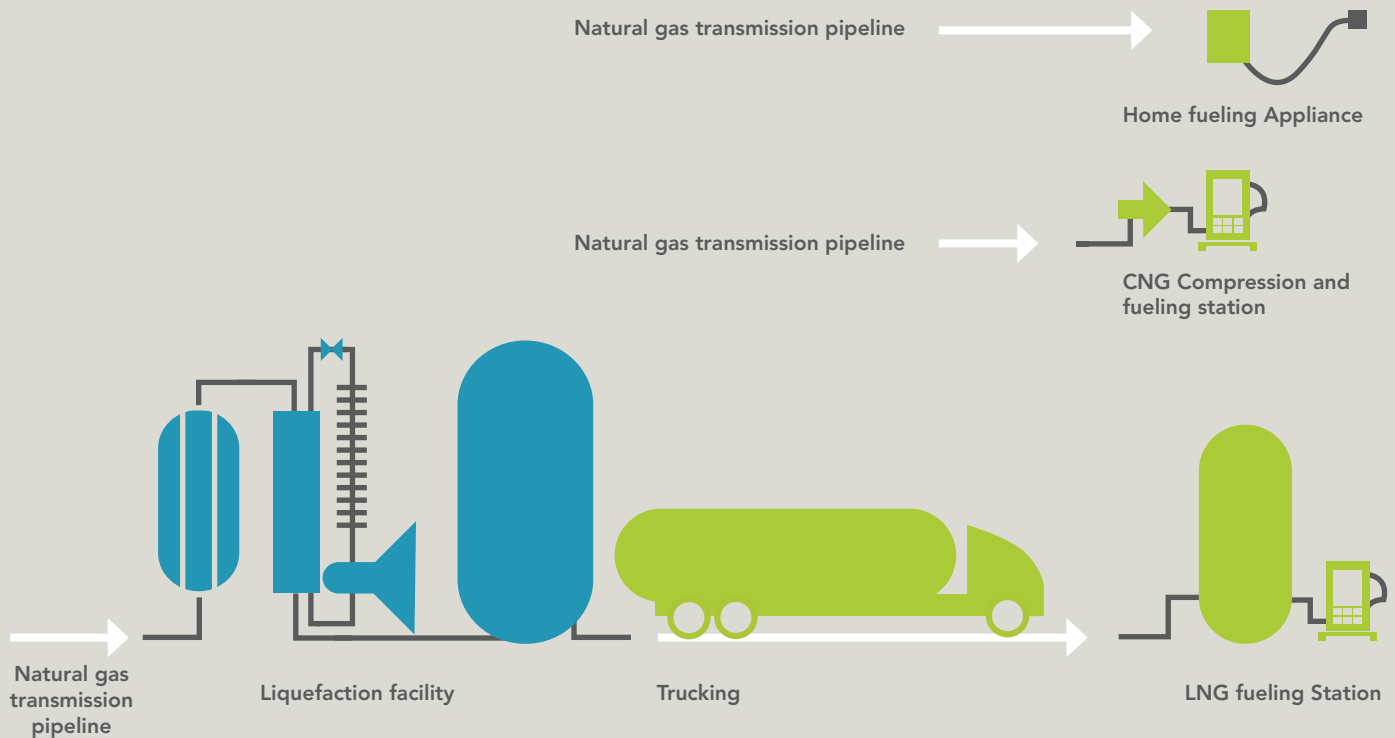 Natural gas transmission pipeline
Home fueling Appliance
Natural gas transmission pipeline
CNG Compression and
fueling station
Natural gas
transmission
pipeline
Liquefaction facility
Trucking
LNG fueling Station